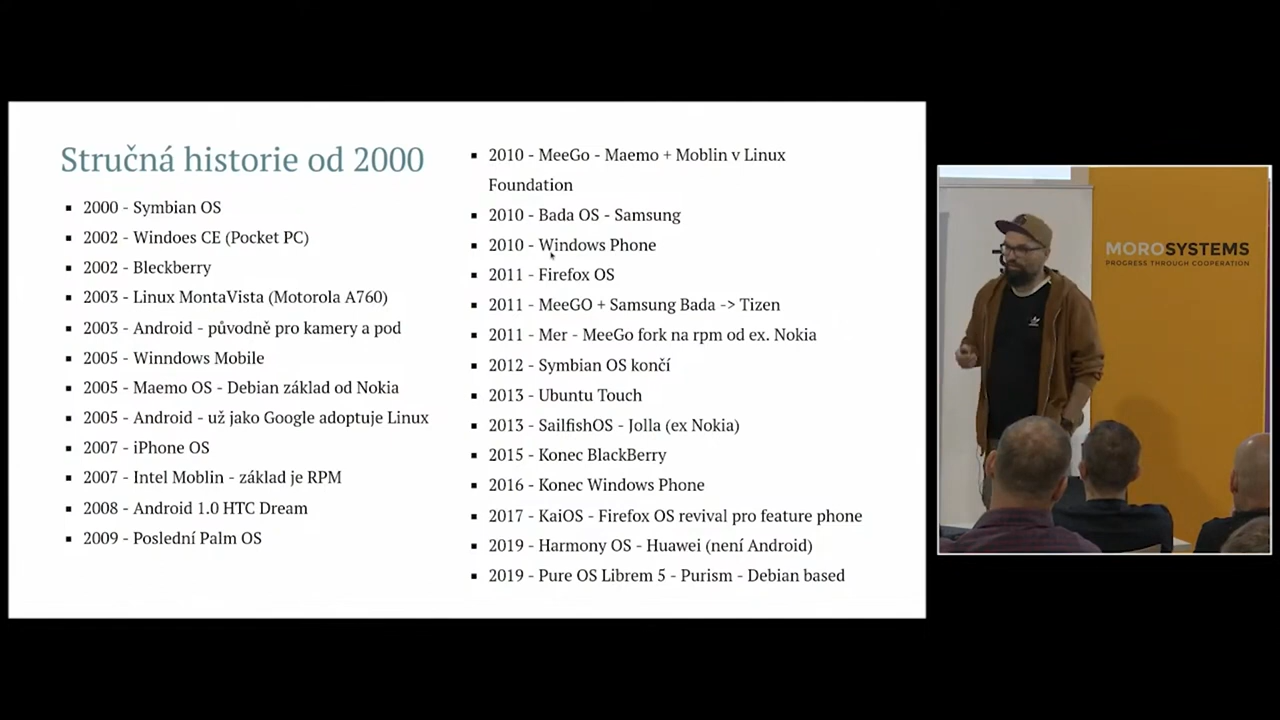 Stručná historie od 2000
2000 - Symbian OS
2002 - Windoes CE (Pocket PC)
2002 - Bleckberry
2003 - Linux MontaVista (Motorola A760)
2003 - Android - původně pro kamery a pod
2005 - Winndows Mobile
2005 - Maemo OS - Debian základ od Nokia
2005 - Android - už jako Google adoptuje Linux
2007 - iPhone OS
2007 - Intel Moblin - základ je RPM
2008 - Android 1.0 HTC Dream
2009 - Poslední Palm OS
2010 - MeeGo - Maemo + Moblin v Linux
Foundation
2010 - Bada OS - Samsung
2010 - Windows Phone
2011 - Firefox OS
2011 - MeeGO + Samsung Bada -> Tizen
2011 - Mer - MeeGo fork na rpm od ex. Nokia
2012 - Symbian OS končí
2013 - Ubuntu Touch
2013 - SailfishOS - Jolla (ex Nokia)
2015 - Konec BlackBerry
2016 - Konec Windows Phone
2017 - KaiOS - Firefox OS revival pro feature phone
2019 - Harmony OS - Huawei (není Android)
2019 - Pure OS Librem 5 - Purism - Debian based
MOROSYSTEMS
PROGRESS THROUGH COOPERATION